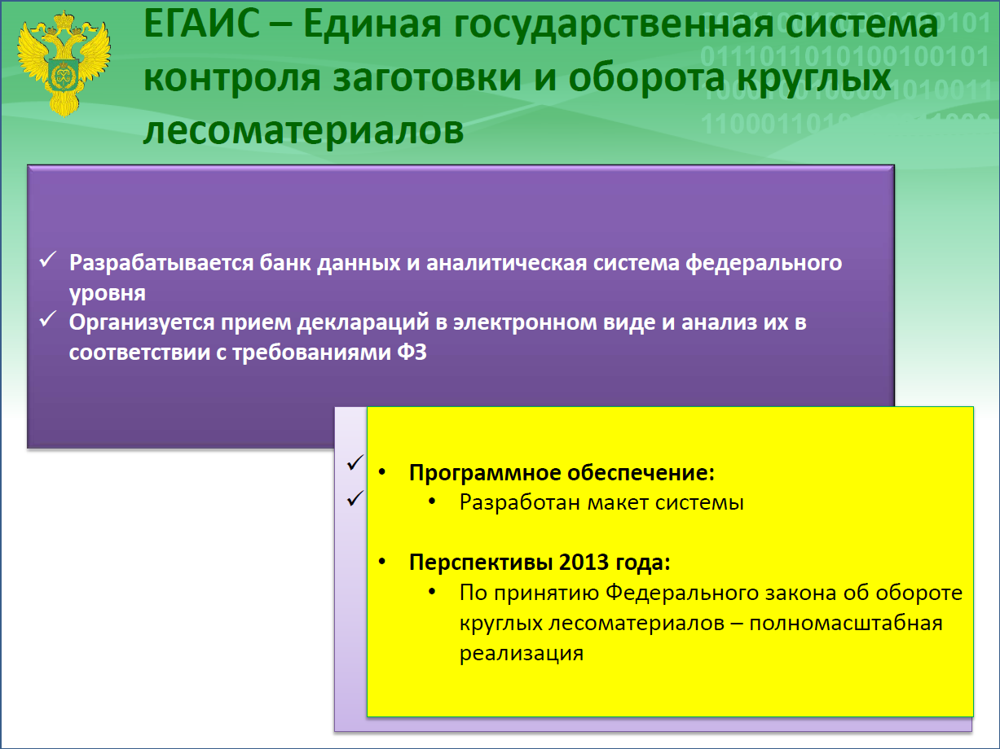 ЕГАИС – Единая государственная система
контроля заготовки и оборота круглых
лесоматериалов
✓ Разрабатывается банк данных и аналитическая система федерального
уровня
✓ Организуется прием деклараций в электронном виде и анализ их в
соответствии с требованиями ФЗ
• Программное обеспечение:
• Разработан макет системы
• Перспективы 2013 года:
• По принятию Федерального закона об обороте
круглых лесоматериалов – полномасштабная
реализация